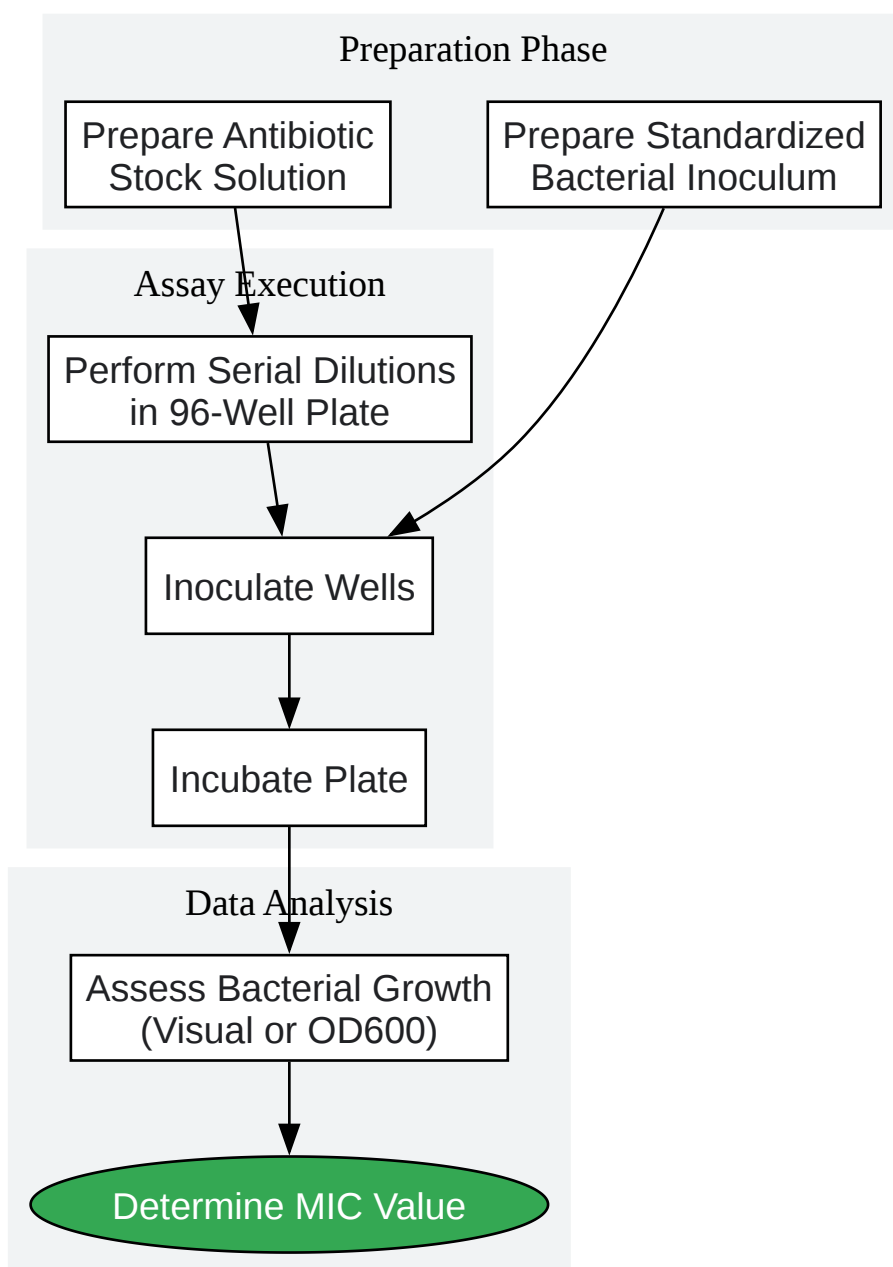 Preparation Phase
Prepare Antibiotic
Stock Solution
Prepare Standardized
Bacterial Inoculum
Assay Execution
Perform Serial Dilutions
in 96-Well Plate
Inoculate Wells
Incubate Plate
Data Analysis
Assess Bacterial Growth
(Visual or OD600)
Determine MIC Value